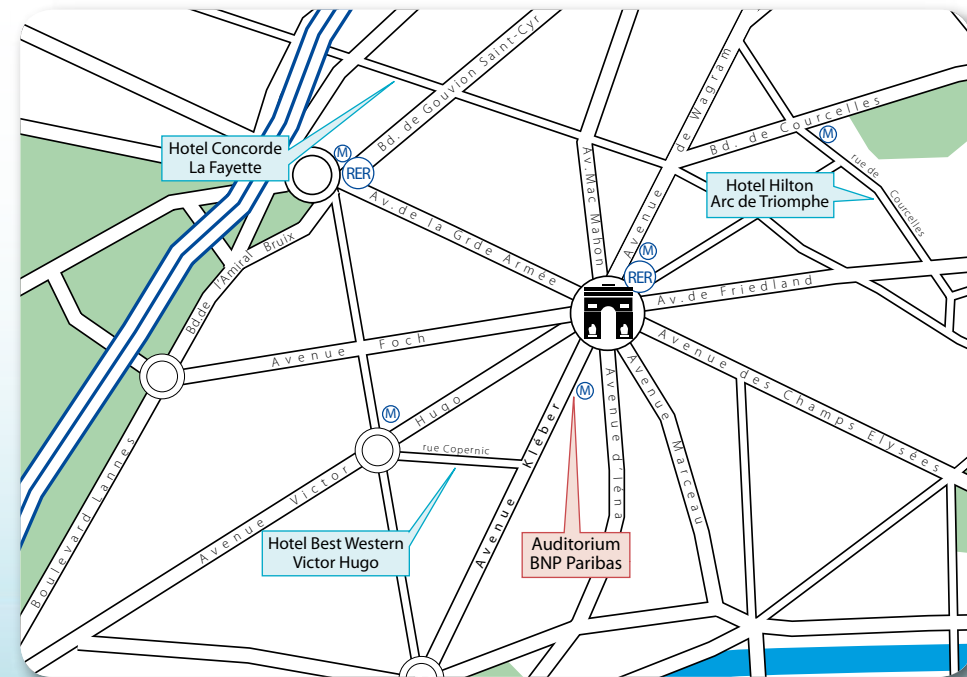 Bd. de Gouvion Saint-Cyr
Avenue de Wagram
Bd. de Courcelles
M
Hotel Concorde
La Fayette
M
RER
rue de Courcelles
Hotel Hilton
Arc de Triomphe
Av. Mac Mahon
Av. de la Grde Armée
M
RER
Av. de Friedland
Bd. de l'Amiral Bruix
Avenue Foch
Avenue des Champs Elysées
M
M
Avenue Victor Hugo
rue Copernic
Avenue Kléber
Avenue d'Iéna
Avenue Marceau
Boulevard Lannes
Hotel Best Western
Victor Hugo
Auditorium
BNP Paribas